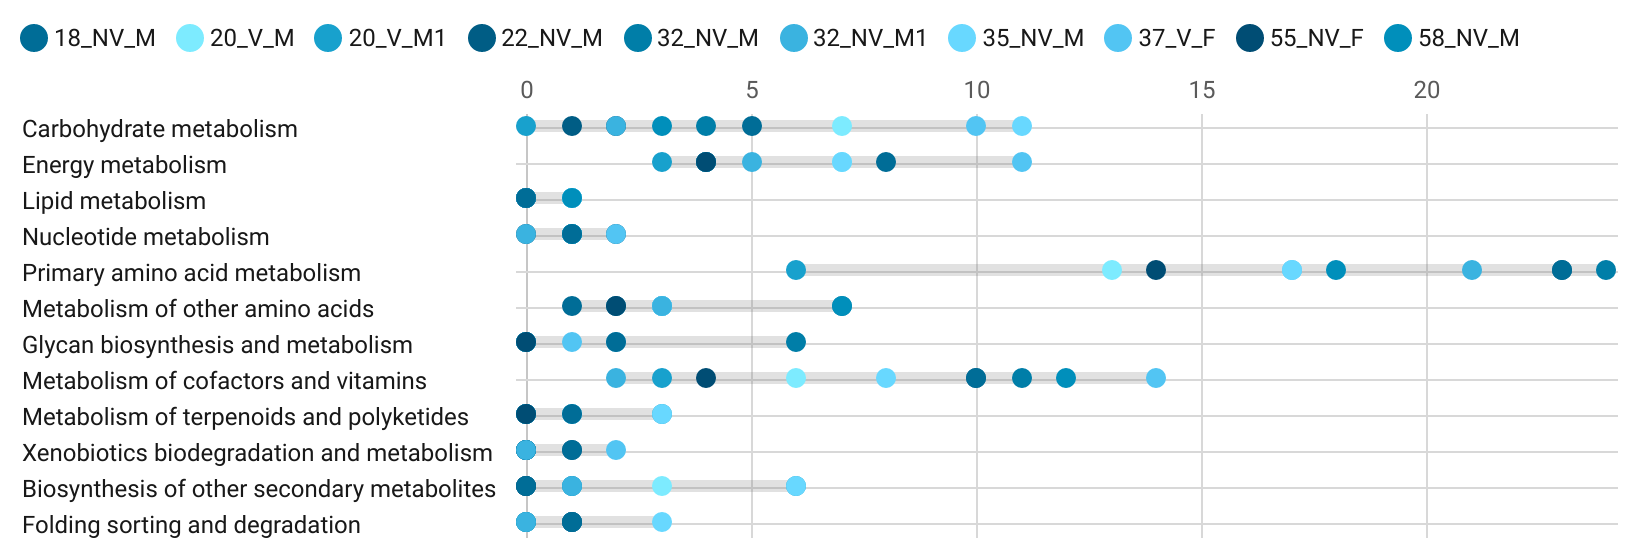 18_NV_M 20_V_M 20_V_M1 22_NV_M 32_NV_M 32_NV_M1 35_NV_M 37_V_F 55_NV_F 58_NV_M
0 5 10 15 20
Carbohydrate metabolism
Energy metabolism
Lipid metabolism
Nucleotide metabolism
Primary amino acid metabolism
Metabolism of other amino acids
Glycan biosynthesis and metabolism
Metabolism of cofactors and vitamins
Metabolism of terpenoids and polyketides
Xenobiotics biodegradation and metabolism
Biosynthesis of other secondary metabolites
Folding sorting and degradation